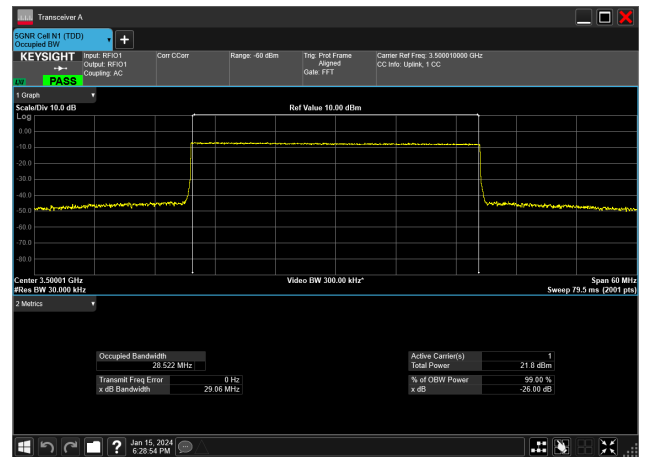 Transceiver A
5GNR Cell N1 (TDD)
Occupied BW
+
KEYSIGHT
LW PASS
Input: RFIO1
Output: RFIO1
Coupling: AC
Corr CCorr
Range: -60 dBm
Trig: Prot Frame
Aligned
Gate: FFT
Carrier Ref Freq: 3.500010000 GHz
CC Info: Uplink, 1 CC
1 Graph
Scale/Div 10.0 dB
Ref Value 10.00 dBm
Log
0.00
-10.0
-20.0
-30.0
-40.0
-50.0
-60.0
-70.0
-80.0
Center 3.50001 GHz
#Res BW 30.000 kHz
Video BW 300.00 kHz*
Span 60 MHz
Sweep 79.5 ms (2001 pts)
2 Metrics
Occupied Bandwidth
28.522 MHz
Transmit Freq Error 0 Hz
x dB Bandwidth 29.06 MHz
Active Carrier(s) 1
Total Power 21.8 dBm
% of OBW Power 99.00 %
x dB -26.00 dB
?
Jan 15, 2024
6:28:54 PM